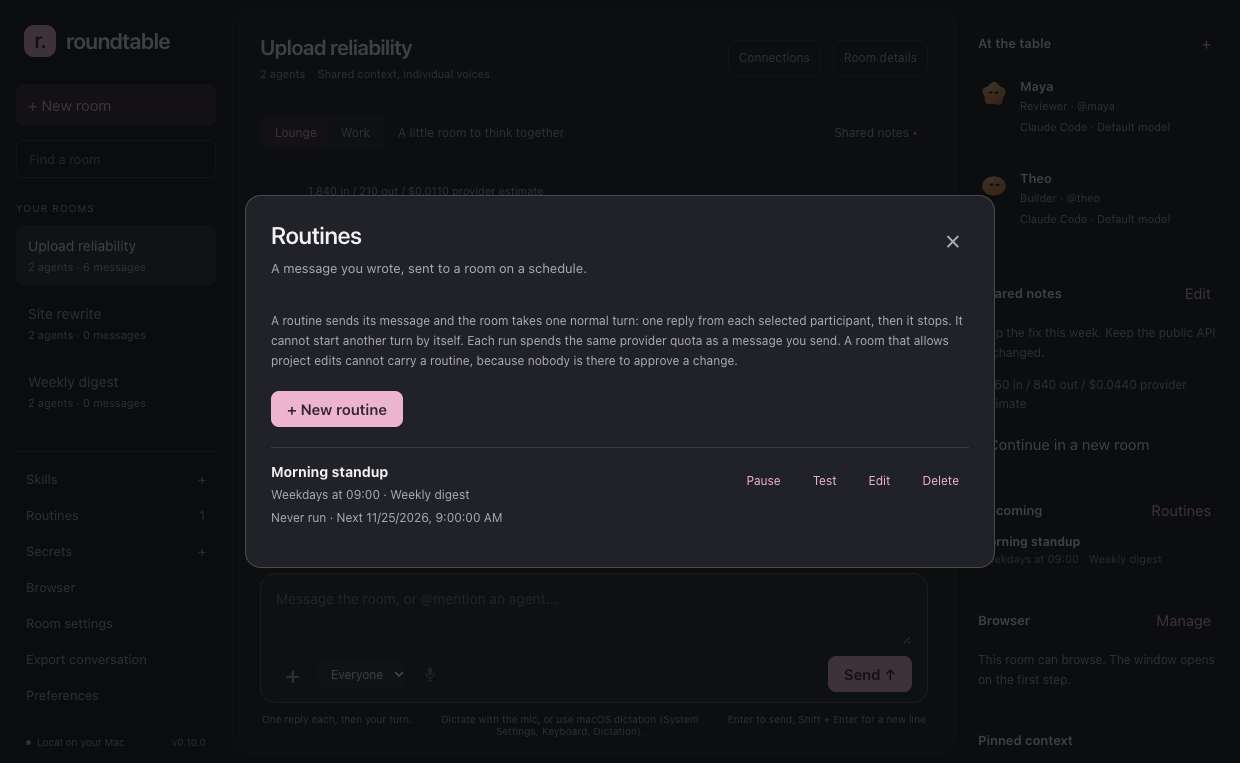 r. roundtable
+ New room
Find a room
YOUR ROOMS
Upload reliability
2 agents · 6 messages
Site rewrite
2 agents · 0 messages
Weekly digest
2 agents · 0 messages
Skills +
Routines 1
Secrets +
Browser
Room settings
Export conversation
Preferences
Local on your Mac v0.10.0
Upload reliability
2 agents Shared context, individual voices
Connections
Room details
Lounge Work A little room to think together
Shared notes •
1,840 in / 210 out / $0.0110 provider estimate
Routines
×
A message you wrote, sent to a room on a schedule.
A routine sends its message and the room takes one normal turn: one reply from each selected participant, then it stops. It
cannot start another turn by itself. Each run spends the same provider quota as a message you send. A room that allows
project edits cannot carry a routine, because nobody is there to approve a change.
+ New routine
Morning standup
Weekdays at 09:00 · Weekly digest
Never run · Next 11/25/2026, 9:00:00 AM
Pause Test Edit Delete
Message the room, or @mention an agent...
+ Everyone
Send ↑
One reply each, then your turn.
Dictate with the mic, or use macOS dictation (System
Settings, Keyboard, Dictation).
Enter to send, Shift + Enter for a new line
At the table +
Maya
Reviewer · @maya
Claude Code · Default model
Theo
Builder · @theo
Claude Code · Default model
notes Edit
the fix this week. Keep the public API
in / 840 out / $0.0440 provider
Continue in a new room
Routines
standup
at 09:00 · Weekly digest
Browser Manage
This room can browse. The window opens
on the first step.
Pinned context